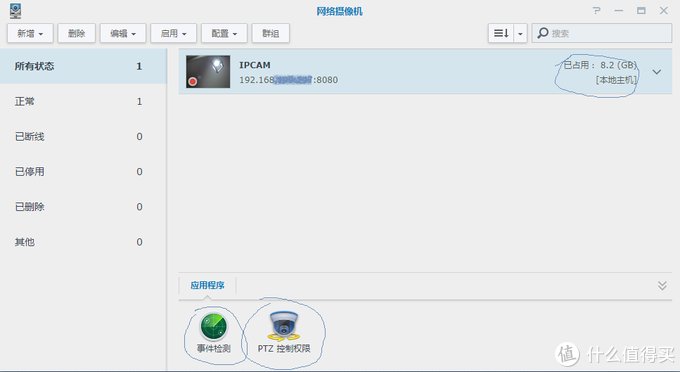 网络摄像机
新增 删除 编辑 启用 配置 群组 搜索
所有状态 1
正常 1
已断线 0
已停用 0
已删除 0
其他 0
IPCAM
192.168 :8080
已占用： 8.2 (GB)
[本地主机]
应用程序
事件检测
PTZ 控制权限
值 什么值得买